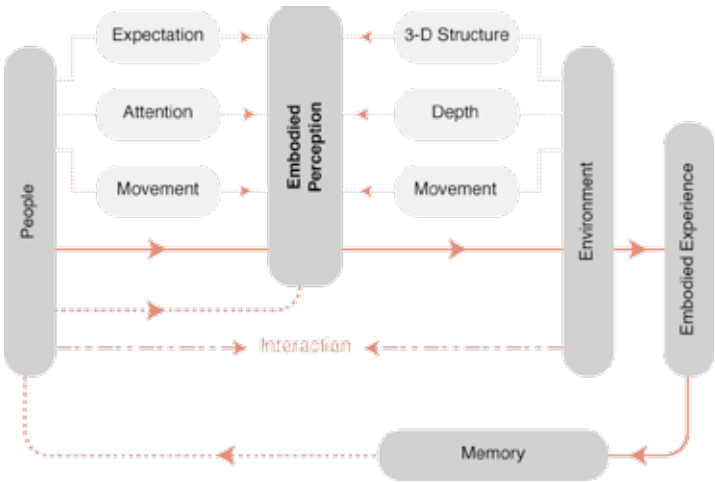 Expectation
3-D Structure
Attention
Depth
Movement
Movement
People
Embodied
Perception
Environment
Embodied Experience
Interaction
Memory